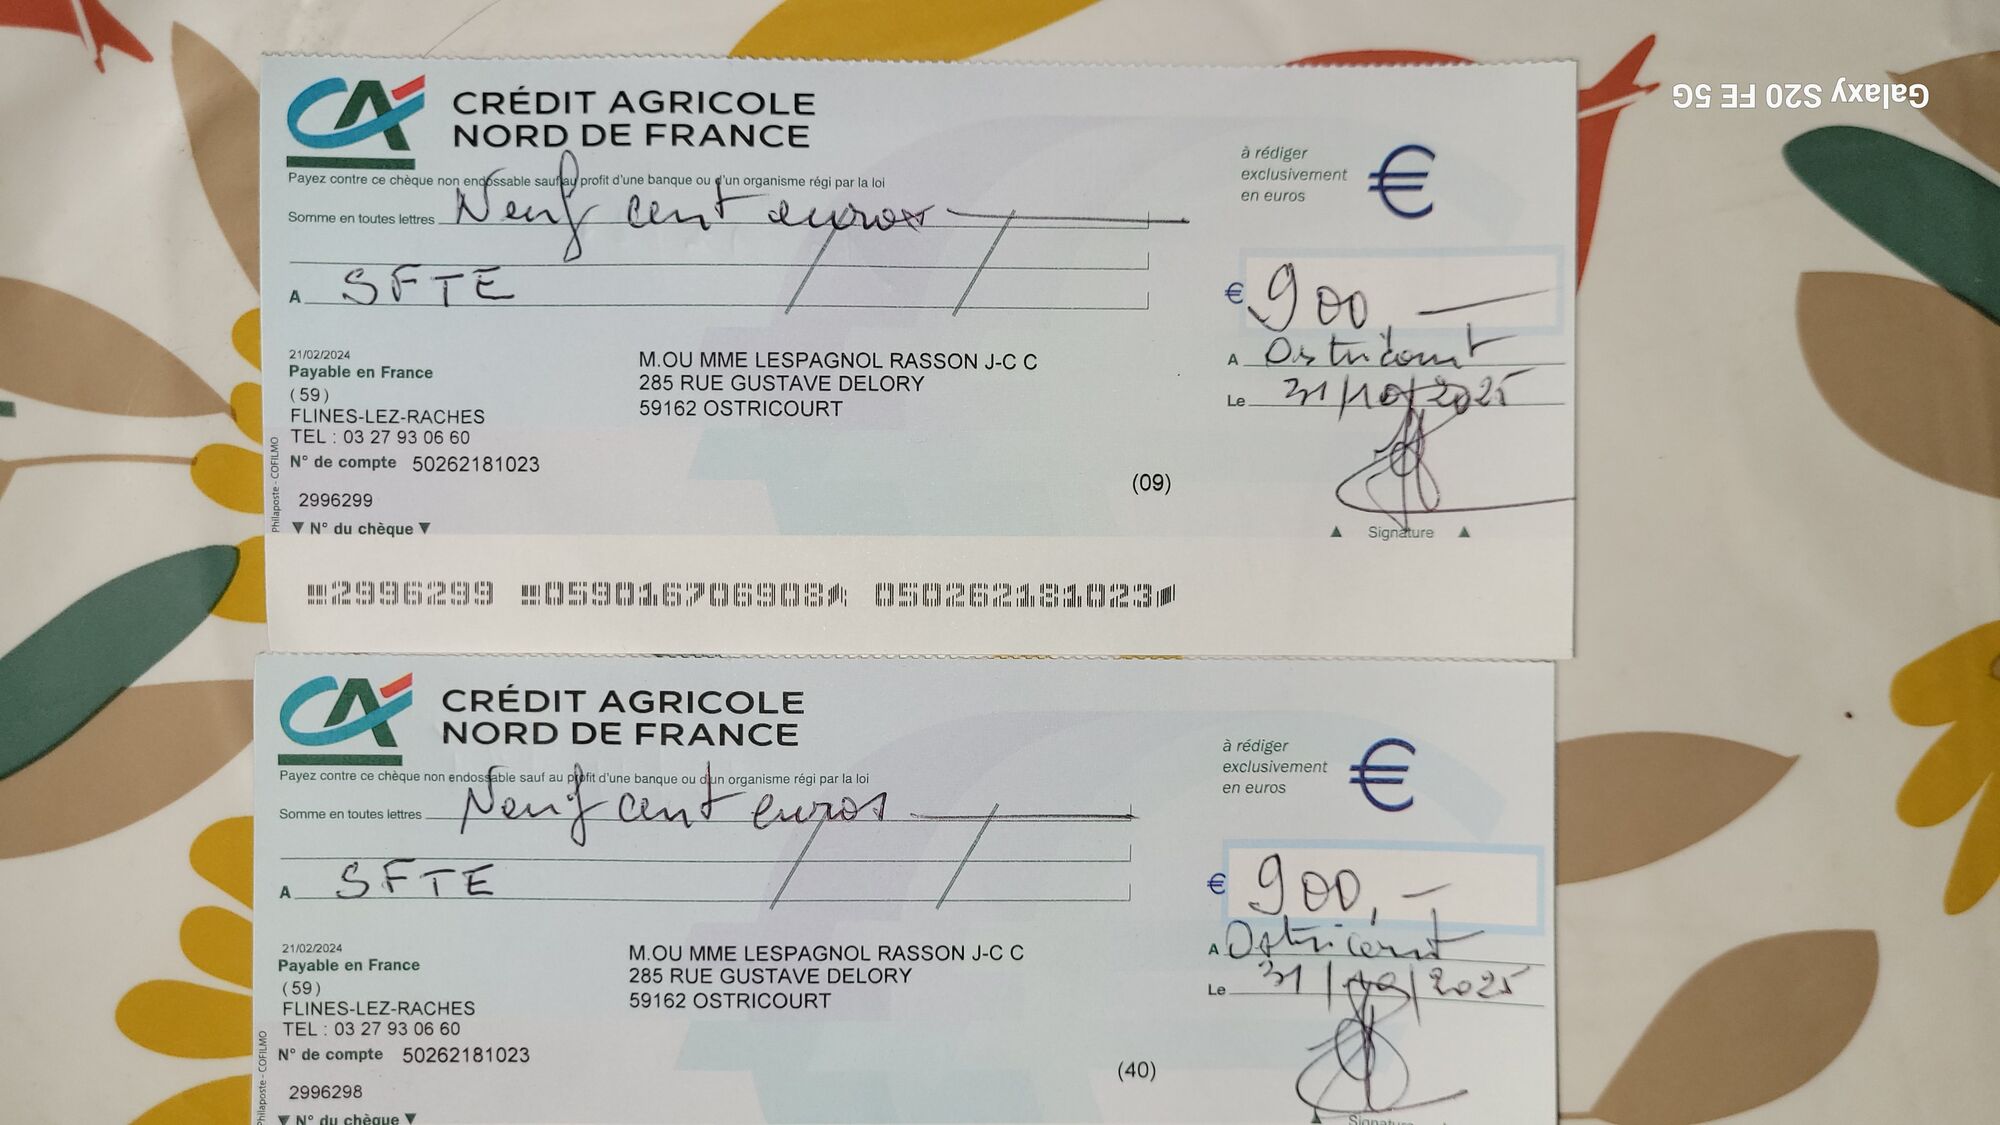 Galaxy S20 FE 5G
CRÉDIT AGRICOLE
NORD DE FRANCE
à rédiger
exclusivement
en euros
€
Payez contre ce chèque non endossable sauf au profit d'une banque ou d'un organisme régi par la loi
Somme en toutes lettres Neuf cent euros
A SFTE
€ 900,—
A Ostricourt
Le 31/10/2025
21/02/2024
Payable en France
(59)
FLINES-LEZ-RACHES
TEL : 03 27 93 06 60
N° de compte 50262181023
M.OU MME LESPAGNOL RASSON J-C C
285 RUE GUSTAVE DELORY
59162 OSTRICOURT
(09)
2996299
▼ N° du chèque ▼
▲ Signature ▲
Philaposte - COFILMO
2996299 059016706908 050262181023
CRÉDIT AGRICOLE
NORD DE FRANCE
à rédiger
exclusivement
en euros
€
Payez contre ce chèque non endossable sauf au profit d'une banque ou d'un organisme régi par la loi
Somme en toutes lettres Neuf cent euros
A SFTE
€ 900,—
A Ostricourt
Le 31/10/2025
21/02/2024
Payable en France
(59)
FLINES-LEZ-RACHES
TEL : 03 27 93 06 60
N° de compte 50262181023
M.OU MME LESPAGNOL RASSON J-C C
285 RUE GUSTAVE DELORY
59162 OSTRICOURT
(40)
2996298
▼ N° du chèque ▼
▲ Signature
Philaposte - COFILMO